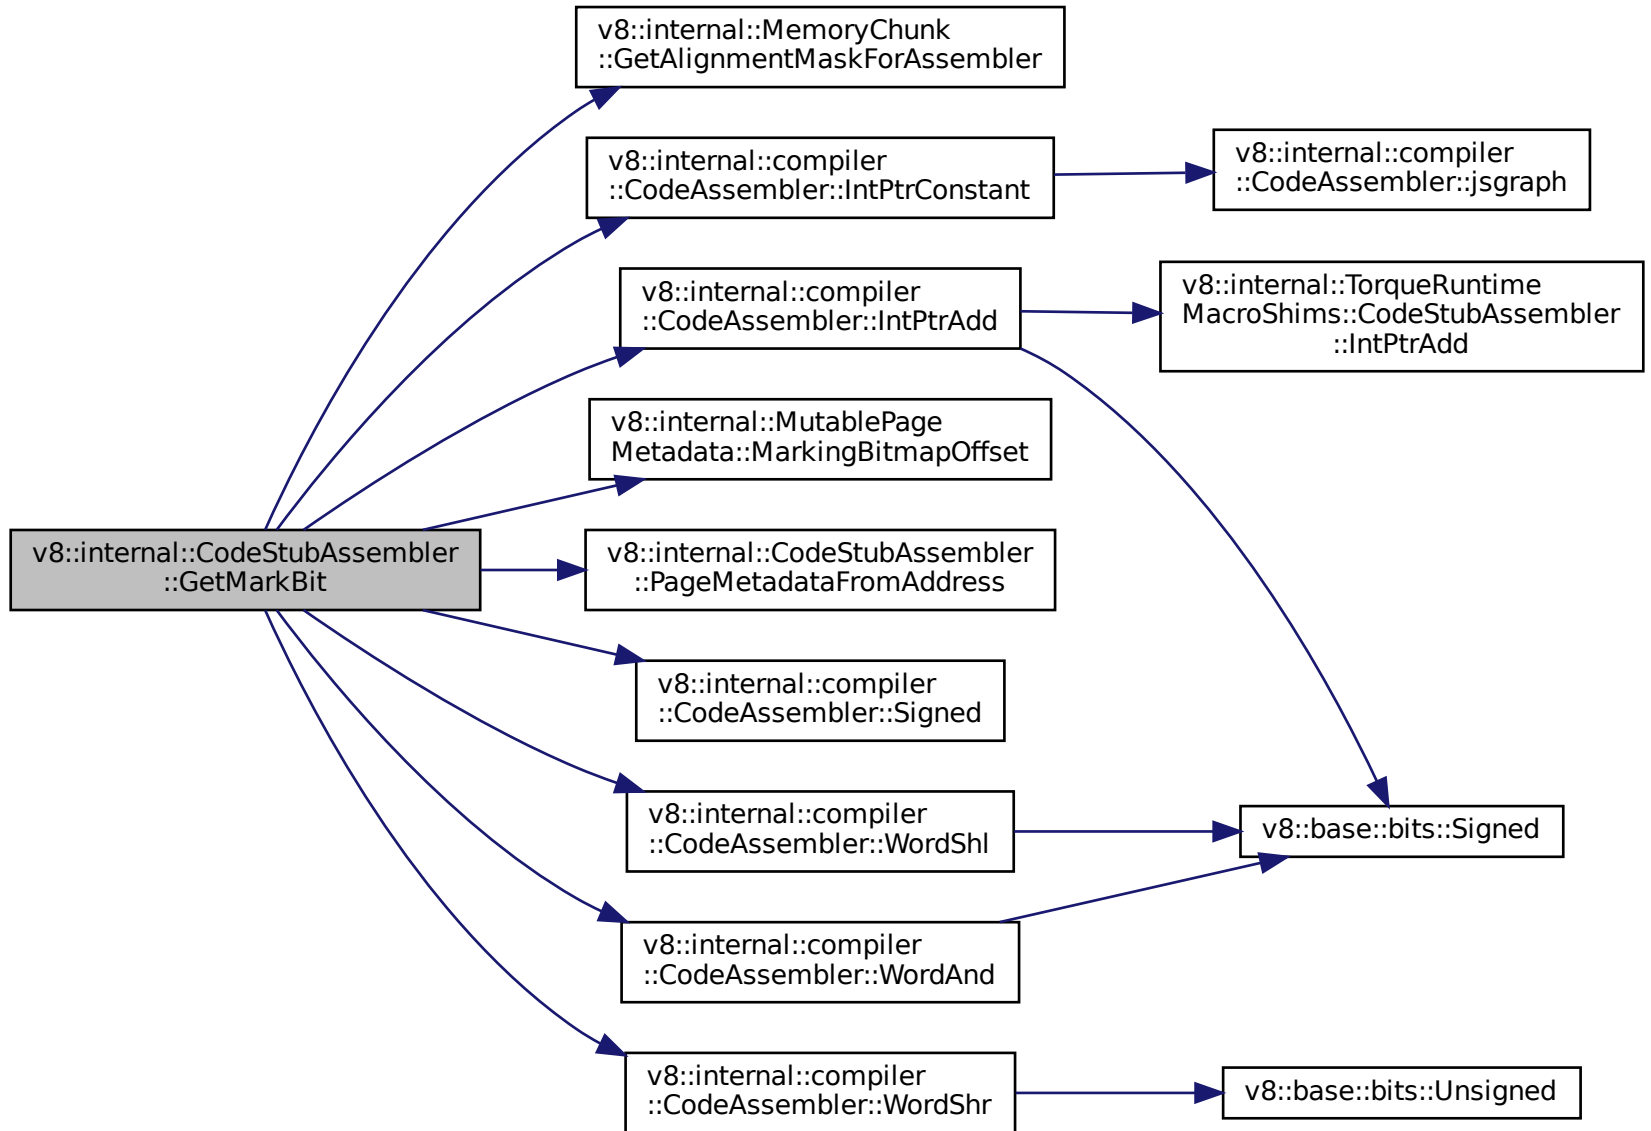 v8::internal::MemoryChunk
::GetAlignmentMaskForAssembler
v8::internal::compiler
::CodeAssembler::IntPtrConstant
v8::internal::compiler
::CodeAssembler::jsgraph
v8::internal::compiler
::CodeAssembler::IntPtrAdd
v8::internal::TorqueRuntime
MacroShims::CodeStubAssembler
::IntPtrAdd
v8::internal::MutablePage
Metadata::MarkingBitmapOffset
v8::internal::CodeStubAssembler
::GetMarkBit
v8::internal::CodeStubAssembler
::PageMetadataFromAddress
v8::internal::compiler
::CodeAssembler::Signed
v8::internal::compiler
::CodeAssembler::WordShl
v8::base::bits::Signed
v8::internal::compiler
::CodeAssembler::WordAnd
v8::internal::compiler
::CodeAssembler::WordShr
v8::base::bits::Unsigned